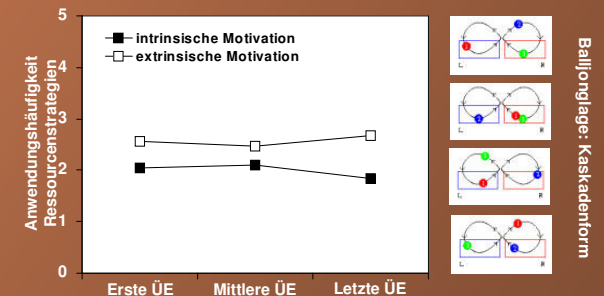 5
intrinsische Motivation
extrinsische Motivation
4
3
2
1
0
Anwendungshäufigkeit
Ressourcenstrategien
Erste ÜE
Mittlere ÜE
Letzte ÜE
Balljonglage: Kaskadenform